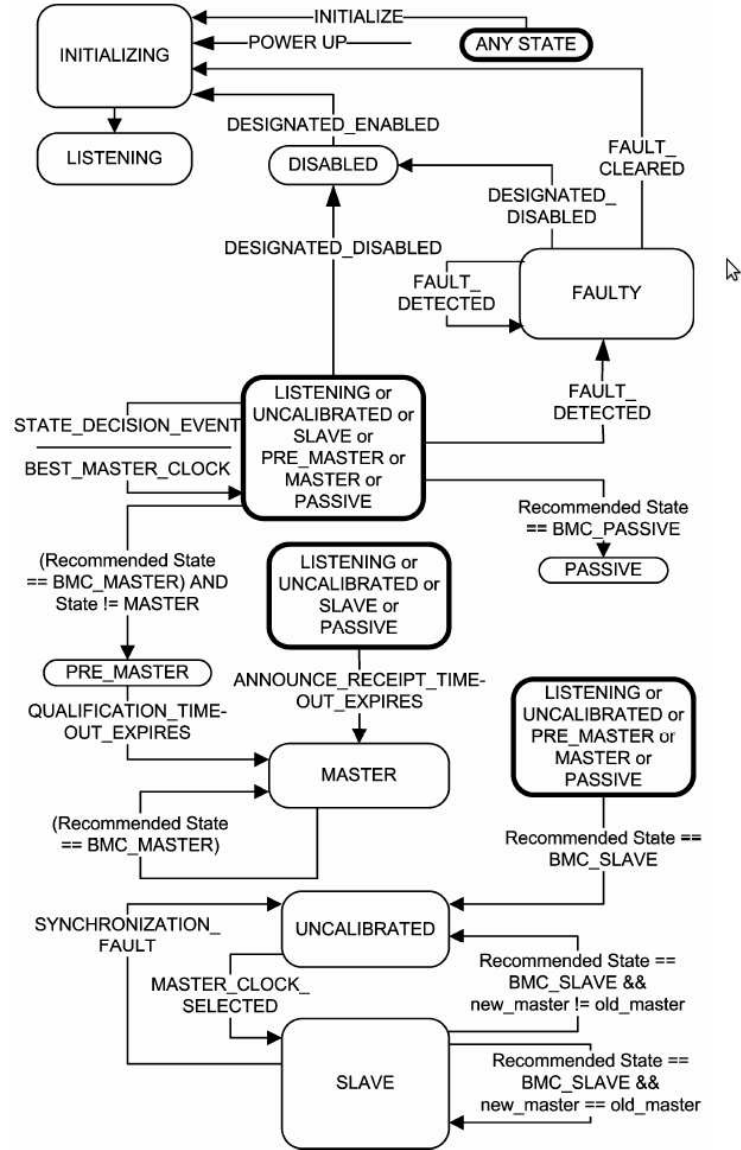 INITIALIZE
POWER UP
ANY STATE
INITIALIZING
DESIGNATED_ENABLED
LISTENING
DISABLED
FAULT_
CLEARED
DESIGNATED_
DISABLED
DESIGNATED_DISABLED
FAULT_
DETECTED
FAULTY
FAULT_
DETECTED
STATE_DECISION_EVENT
BEST_MASTER_CLOCK
LISTENING or
UNCALIBRATED or
SLAVE or
PRE_MASTER or
MASTER or
PASSIVE
Recommended State
== BMC_PASSIVE
PASSIVE
(Recommended State
== BMC_MASTER) AND
State != MASTER
LISTENING or
UNCALIBRATED or
SLAVE or
PASSIVE
PRE_MASTER
QUALIFICATION_TIME-
OUT_EXPIRES
ANNOUNCE_RECEIPT_TIME-
OUT_EXPIRES
LISTENING or
UNCALIBRATED or
PRE_MASTER or
MASTER or
PASSIVE
MASTER
(Recommended State
== BMC_MASTER)
Recommended State ==
BMC_SLAVE
SYNCHRONIZATION_
FAULT
UNCALIBRATED
MASTER_CLOCK_
SELECTED
Recommended State ==
BMC_SLAVE &&
new_master != old_master
SLAVE
Recommended State ==
BMC_SLAVE &&
new_master == old_master